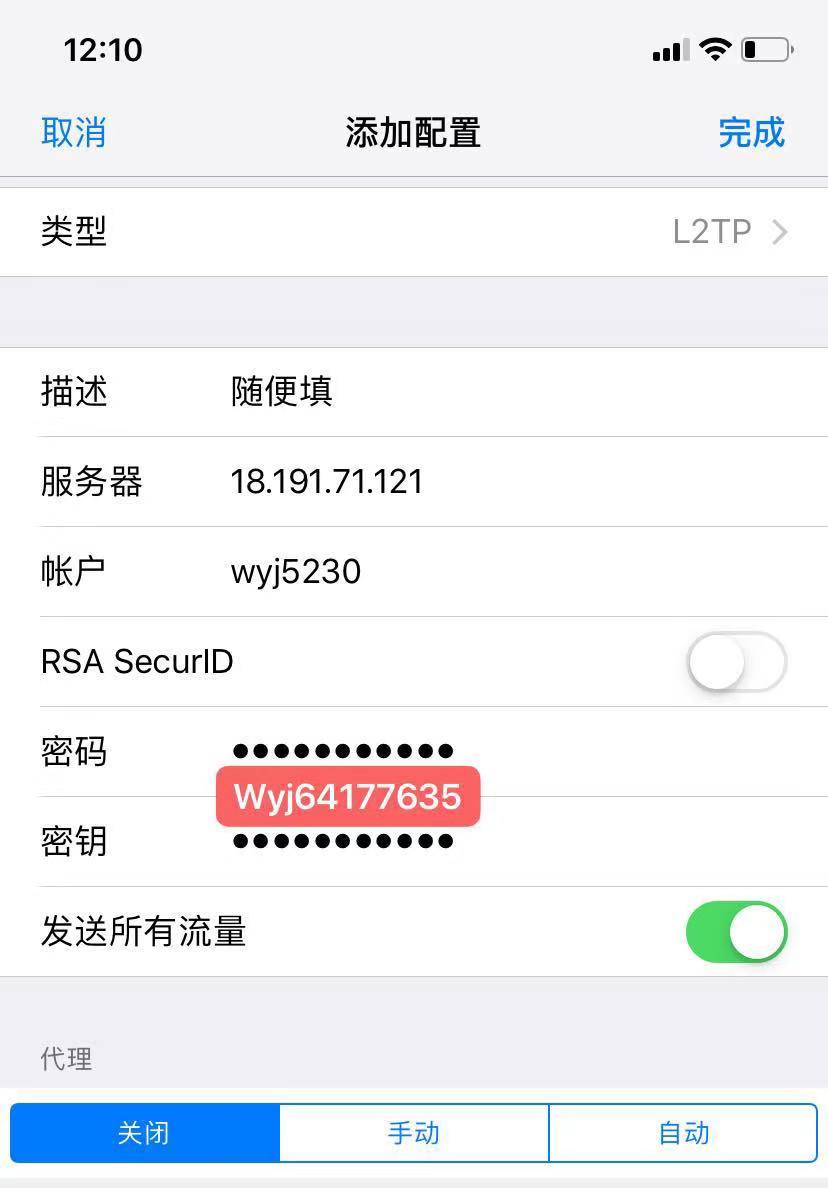 12:10
取消 添加配置 完成
类型 L2TP
描述 随便填
服务器 18.191.71.121
帐户 wyj5230
RSA SecurID
密码 ●●●●●●●●●●●
Wyj64177635
密钥 ●●●●●●●●●●●
发送所有流量
代理
关闭 手动 自动